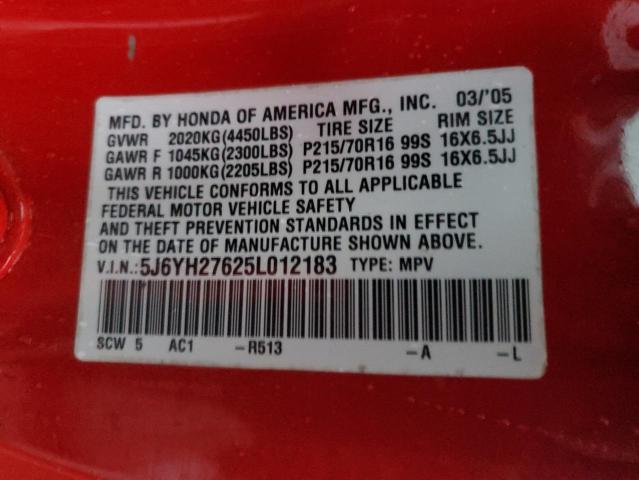 MFD. BY HONDA OF AMERICA MFG., INC. 03/'05
GVWR 2020KG(4450LBS) TIRE SIZE RIM SIZE
GAWR F 1045KG(2300LBS) P215/70R16 99S 16X6.5JJ
GAWR R 1000KG(2205LBS) P215/70R16 99S 16X6.5JJ
THIS VEHICLE CONFORMS TO ALL APPLICABLE
FEDERAL MOTOR VEHICLE SAFETY
AND THEFT PREVENTION STANDARDS IN EFFECT
ON THE DATE OF MANUFACTURE SHOWN ABOVE.
V.I.N.: 5J6YH27625L012183 TYPE: MPV
SCW 5 AC1 -R513 -A -L